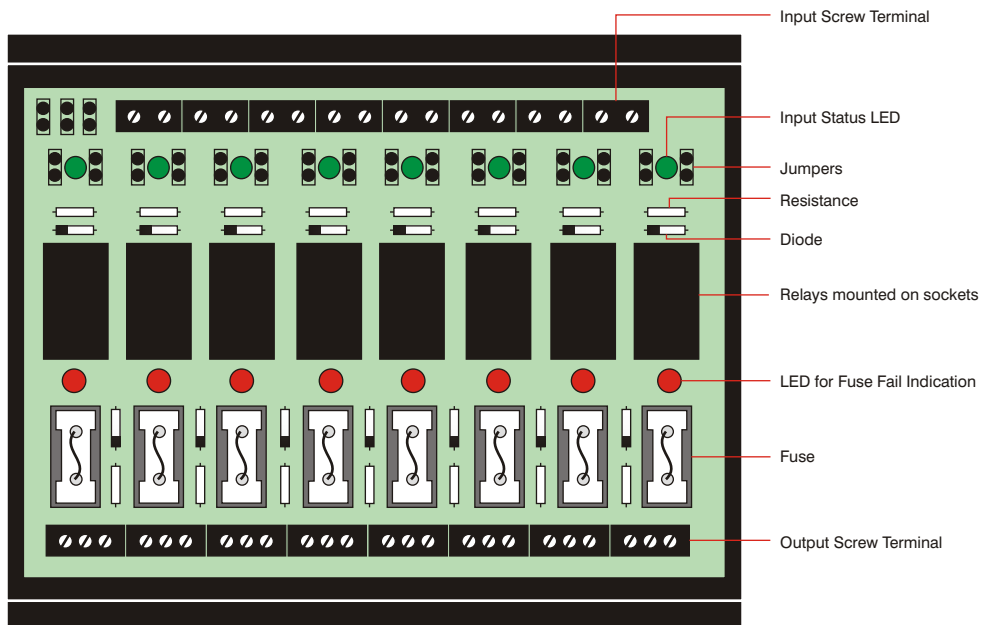 Input Screw Terminal
Input Status LED
Jumpers
Resistance
Diode
Relays mounted on sockets
LED for Fuse Fail Indication
Fuse
Output Screw Terminal